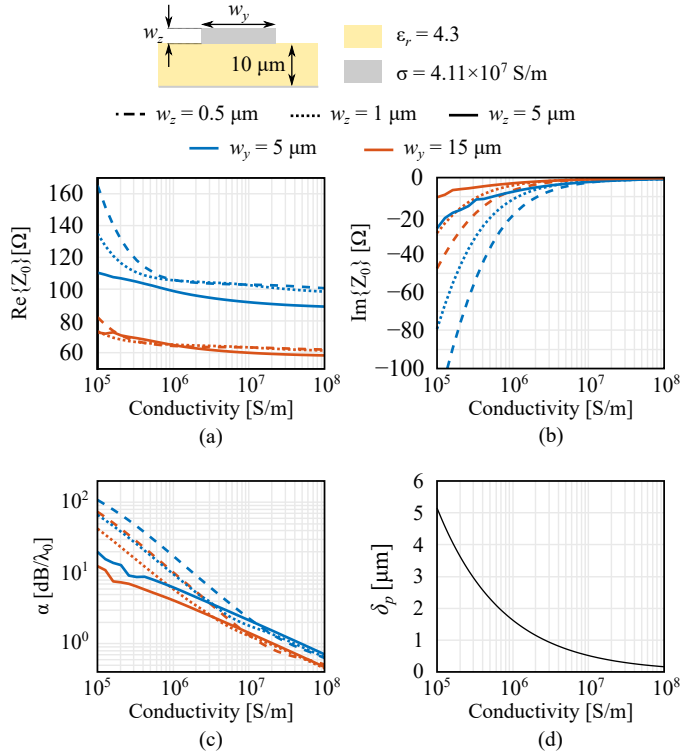 w_y
w_z
10 μm
ε_r = 4.3
σ = 4.11×10^7 S/m
w_z = 0.5 μm
w_z = 1 μm
w_z = 5 μm
w_y = 5 μm
w_y = 15 μm
Re{Z_0} [Ω]
160
140
120
100
80
60
10^5 10^6 10^7 10^8
Conductivity [S/m]
(a)
Im{Z_0} [Ω]
0
−20
−40
−60
−80
−100
10^5 10^6 10^7 10^8
Conductivity [S/m]
(b)
α [dB/λ_0]
10^2
10^1
10^0
10^5 10^6 10^7 10^8
Conductivity [S/m]
(c)
δ_p [μm]
6
5
4
3
2
1
0
10^5 10^6 10^7 10^8
Conductivity [S/m]
(d)